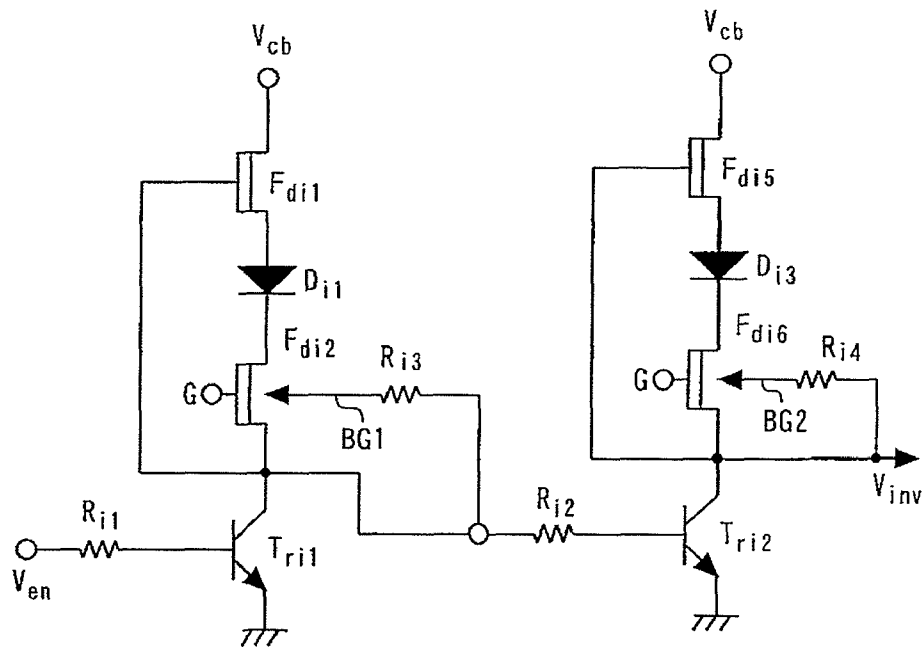 Vcb
Vcb
Fdi1
Fdi5
Di1
Di3
Fdi2
Ri3
Fdi6
Ri4
G
G
BG1
BG2
Vinv
Ri1
Ri2
Tri1
Tri2
Ven